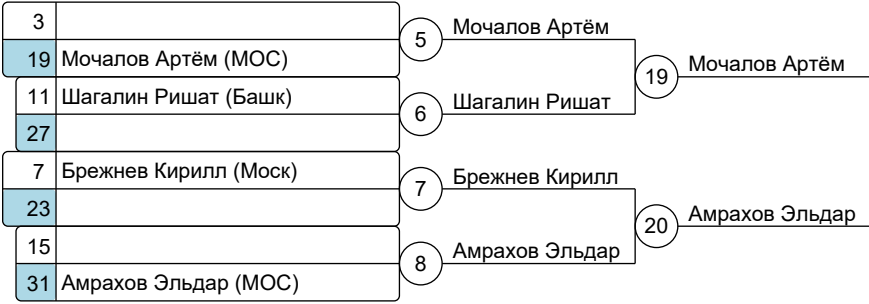 3
19 Мочалов Артём (МОС)
11 Шагалин Ришат (Башк)
27
7 Брежнев Кирилл (Моск)
23
15
31 Амрахов Эльдар (МОС)
5 Мочалов Артём
6 Шагалин Ришат
7 Брежнев Кирилл
8 Амрахов Эльдар
19 Мочалов Артём
20 Амрахов Эльдар